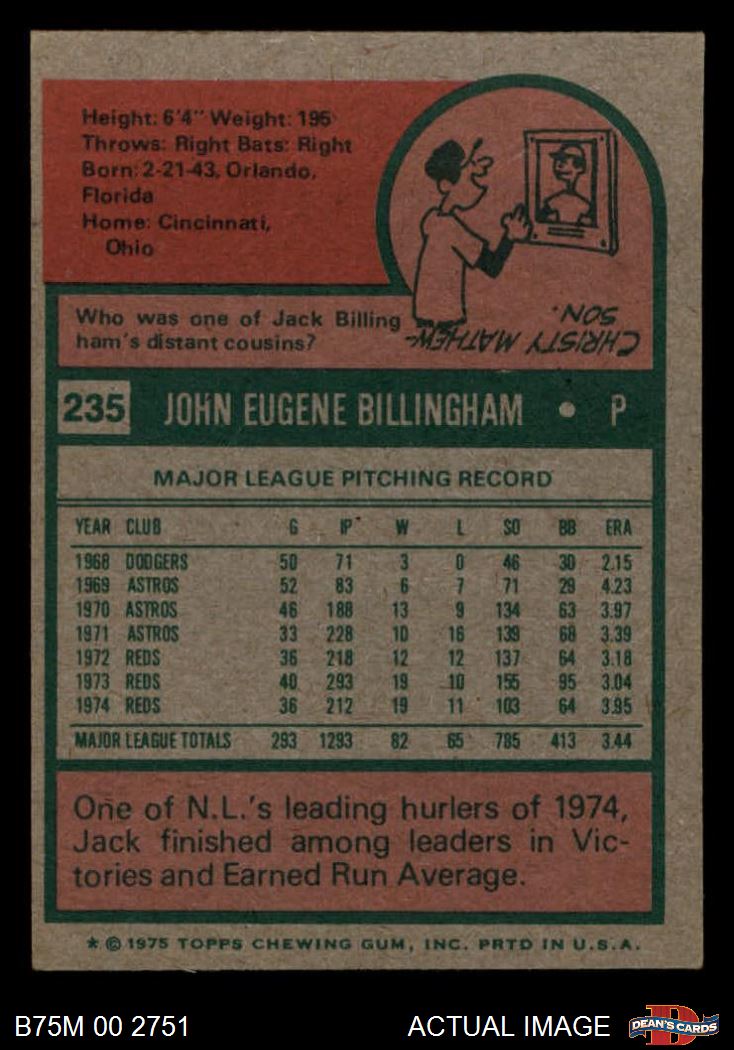 Height: 6'4" Weight: 195
Throws: Right Bats: Right
Born: 2-21-43, Orlando,
Florida
Home: Cincinnati,
Ohio
Who was one of Jack Billing
ham's distant cousins?
CHRISTY MATHEW-
SON.
235 JOHN EUGENE BILLINGHAM • P
MAJOR LEAGUE PITCHING RECORD
YEAR CLUB G IP W L SO BB ERA
1968 DODGERS 50 71 3 0 46 30 2.15
1969 ASTROS 52 83 6 7 71 29 4.23
1970 ASTROS 46 188 13 9 134 63 3.97
1971 ASTROS 33 228 10 16 139 68 3.39
1972 REDS 36 218 12 12 137 64 3.18
1973 REDS 40 293 19 10 155 95 3.04
1974 REDS 36 212 19 11 103 64 3.95
MAJOR LEAGUE TOTALS 293 1293 82 65 785 413 3.44
One of N.L.'s leading hurlers of 1974,
Jack finished among leaders in Vic-
tories and Earned Run Average.
* © 1975 TOPPS CHEWING GUM, INC. PRTD IN U.S.A.
B75M 00 2751 ACTUAL IMAGE D DEAN'S CARDS